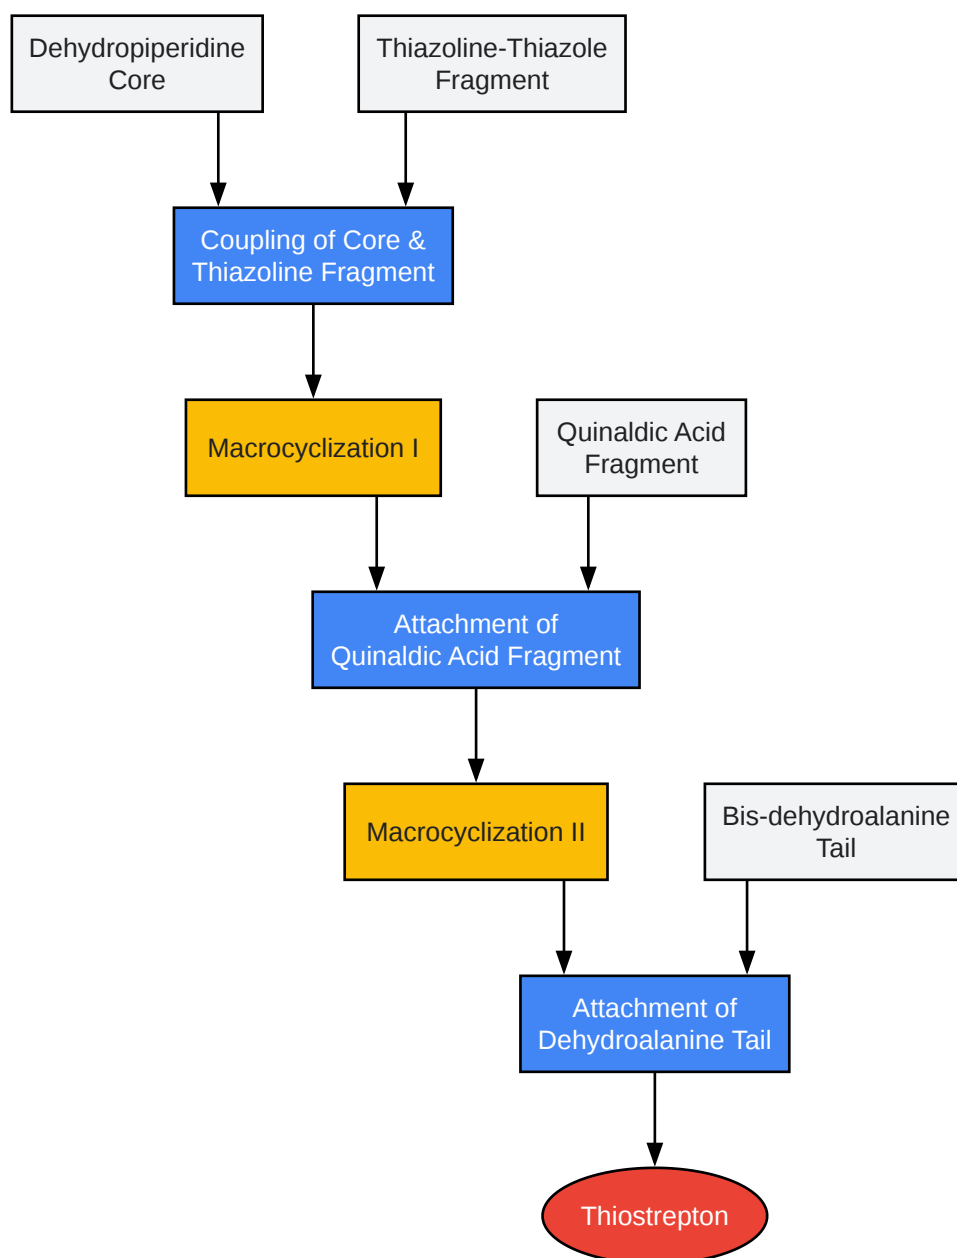 Dehydropiperidine
Core
Thiazoline-Thiazole
Fragment
Coupling of Core &
Thiazoline Fragment
Macrocyclization I
Quinaldic Acid
Fragment
Attachment of
Quinaldic Acid Fragment
Macrocyclization II
Bis-dehydroalanine
Tail
Attachment of
Dehydroalanine Tail
Thiostrepton